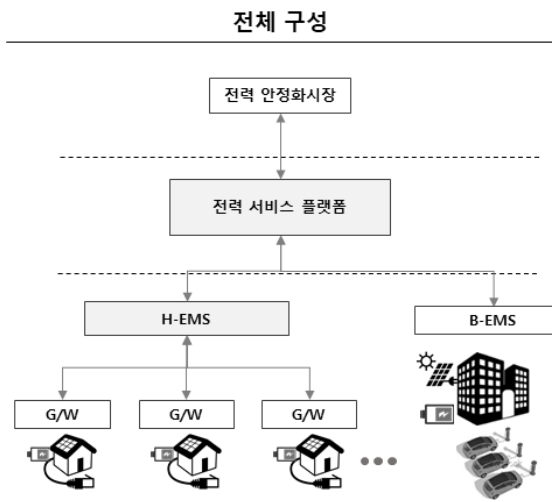 전체 구성
전력 안정화시장
전력 서비스 플랫폼
H-EMS
B-EMS
G/W
G/W
G/W